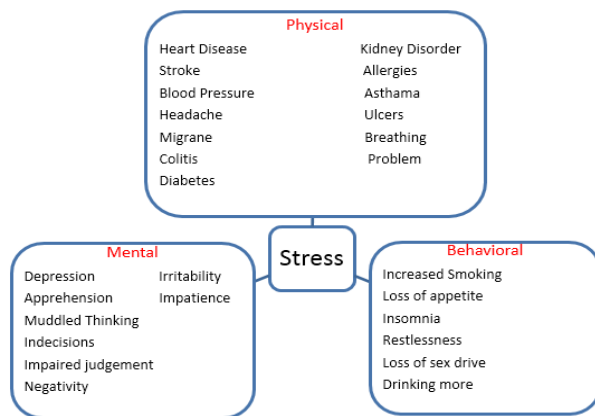 Physical
Heart Disease
Stroke
Blood Pressure
Headache
Migrane
Colitis
Diabetes
Kidney Disorder
Allergies
Asthama
Ulcers
Breathing
Problem
Stress
Mental
Depression
Apprehension
Muddled Thinking
Indecisions
Impaired judgement
Negativity
Irritability
Impatience
Behavioral
Increased Smoking
Loss of appetite
Insomnia
Restlessness
Loss of sex drive
Drinking more